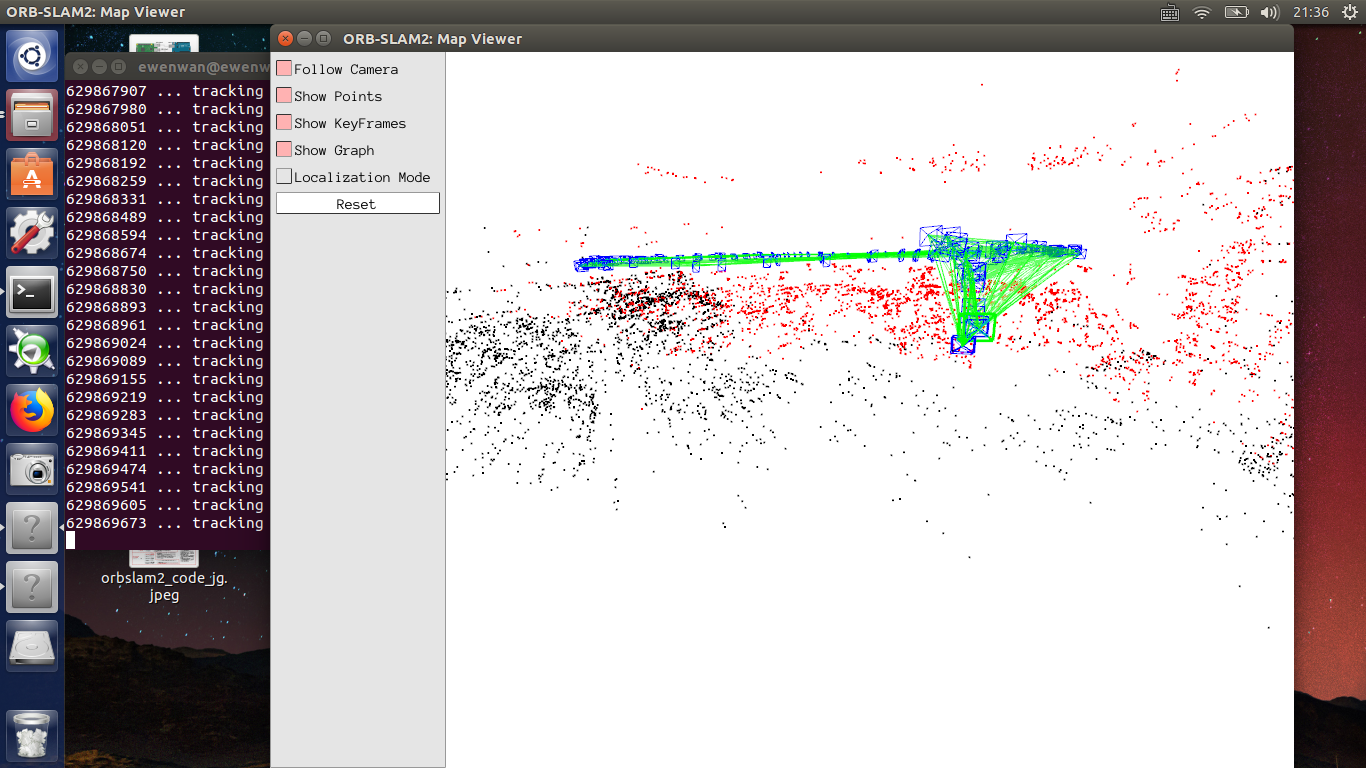 ORB-SLAM2: Map Viewer
21:36
ORB-SLAM2: Map Viewer
Follow Camera
Show Points
Show KeyFrames
Show Graph
Localization Mode
Reset
ewenwan@ewenw
629867907 ... tracking
629867980 ... tracking
629868051 ... tracking
629868120 ... tracking
629868192 ... tracking
629868259 ... tracking
629868331 ... tracking
629868489 ... tracking
629868594 ... tracking
629868674 ... tracking
629868750 ... tracking
629868830 ... tracking
629868893 ... tracking
629868961 ... tracking
629869024 ... tracking
629869089 ... tracking
629869155 ... tracking
629869219 ... tracking
629869283 ... tracking
629869345 ... tracking
629869411 ... tracking
629869474 ... tracking
629869541 ... tracking
629869605 ... tracking
629869673 ... tracking
orbslam2_code_jg.
jpeg